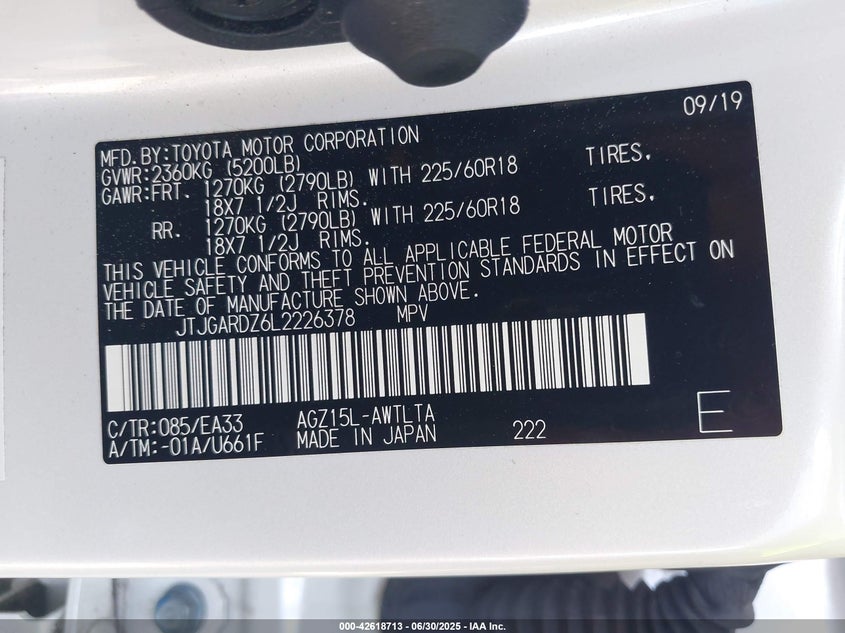 09/19
MFD.BY:TOYOTA MOTOR CORPORATION
GVWR:2360KG (5200LB)
GAWR:FRT. 1270KG (2790LB) WITH 225/60R18 TIRES,
18X7 1/2J RIMS.
RR. 1270KG (2790LB) WITH 225/60R18 TIRES,
18X7 1/2J RIMS.
THIS VEHICLE CONFORMS TO ALL APPLICABLE FEDERAL MOTOR
VEHICLE SAFETY AND THEFT PREVENTION STANDARDS IN EFFECT ON
THE DATE OF MANUFACTURE SHOWN ABOVE.
JTJGARDZ6L2226378 MPV
C/TR:085/EA33 AGZ15L-AWTLTA
A/TM:-01A/U661F MADE IN JAPAN 222 E
000-42618713 - 06/30/2025 - IAA Inc.